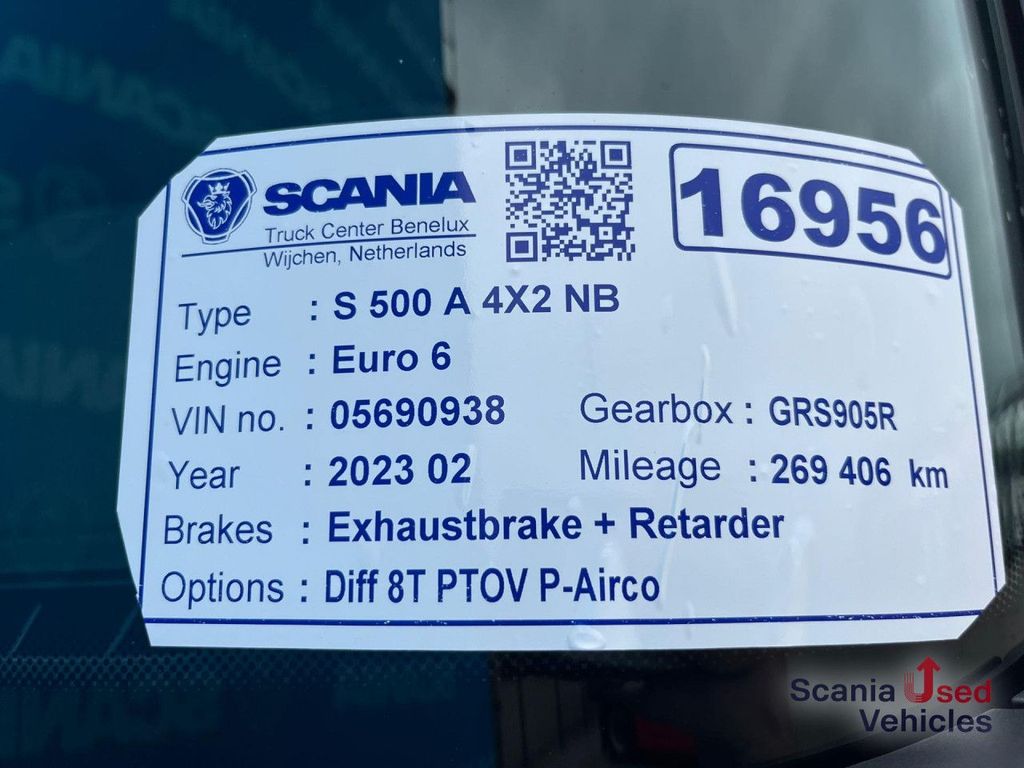 SCANIA
Truck Center Benelux
Wijchen, Netherlands
16956
Type : S 500 A 4X2 NB
Engine : Euro 6
VIN no. : 05690938 Gearbox : GRS905R
Year : 2023 02 Mileage : 269 406 km
Brakes : Exhaustbrake + Retarder
Options : Diff 8T PTOV P-Airco
Scania Used
Vehicles